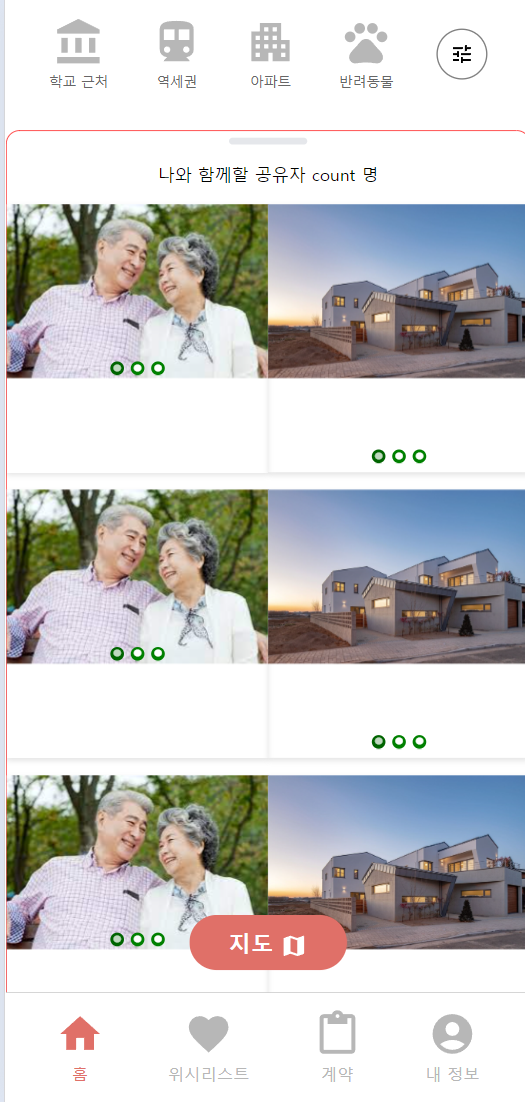 학교 근처
역세권
아파트
반려동물
나와 함께할 공유자 count 명
지도
홈
위시리스트
계약
내 정보